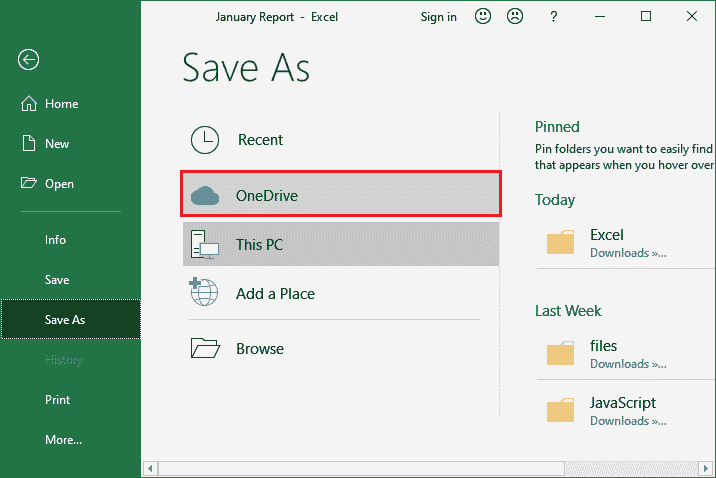 January Report - Excel
Sign in
?
Save As
Home
New
Open
Info
Save
Save As
History
Print
More...
Recent
OneDrive
This PC
Add a Place
Browse
Pinned
Pin folders you want to easily find
that appears when you hover over
Today
Excel
Downloads »...
Last Week
files
Downloads »...
JavaScript
Downloads »...